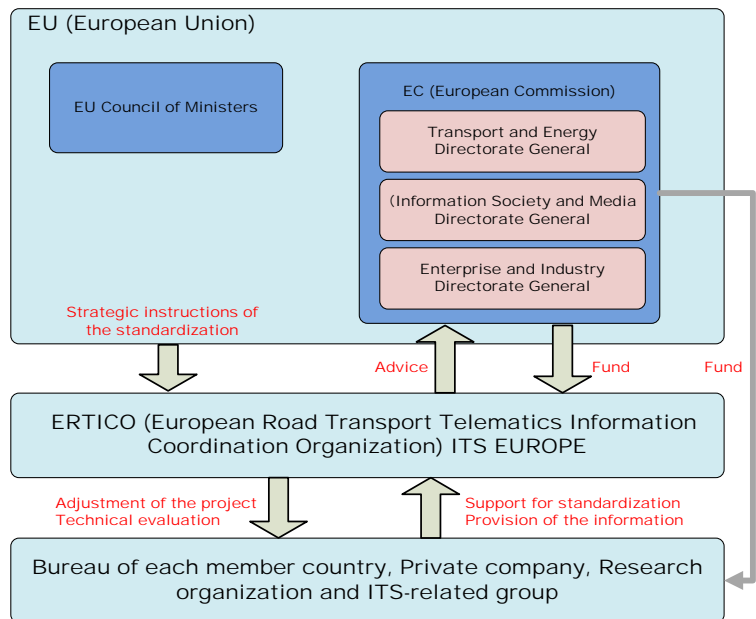 EU (European Union)
EU Council of Ministers
EC (European Commission)
Transport and Energy
Directorate General
(Information Society and Media
Directorate General
Enterprise and Industry
Directorate General
Strategic instructions of
the standardization
Advice
Fund
Fund
ERTICO (European Road Transport Telematics Information
Coordination Organization) ITS EUROPE
Adjustment of the project
Technical evaluation
Support for standardization
Provision of the information
Bureau of each member country, Private company, Research
organization and ITS-related group